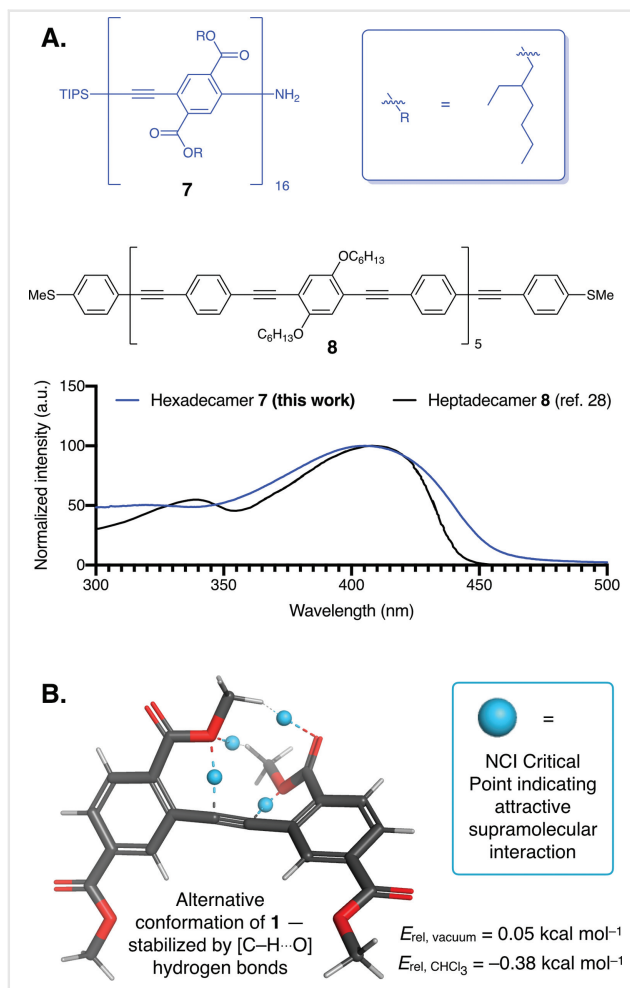 A.
RO
O
TIPS
NH2
O
OR
7
16
R
=
OC6H13
MeS
SMe
C6H13O
8
5
Hexadecamer 7 (this work)
Heptadecamer 8 (ref. 28)
Normalized intensity (a.u.)
150
100
50
0
300
350
400
450
500
Wavelength (nm)
B.
=
NCI Critical
Point indicating
attractive
supramolecular
interaction
Alternative
conformation of 1 —
stabilized by [C–H···O]
hydrogen bonds
Erel, vacuum = 0.05 kcal mol–1
Erel, CHCl3 = –0.38 kcal mol–1